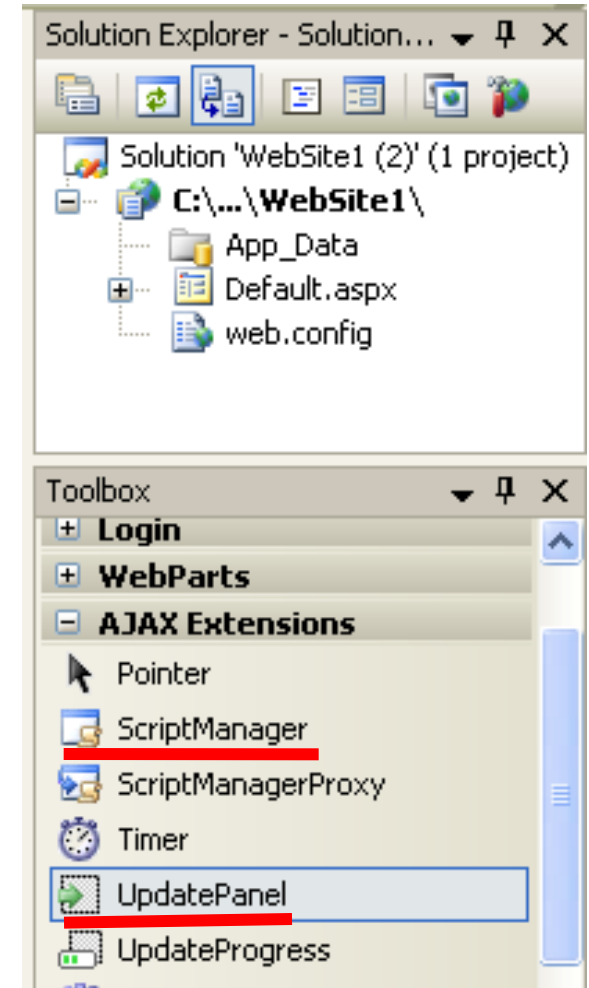 Solution Explorer - Solution...
Solution 'WebSite1 (2)' (1 project)
C:\...\WebSite1\
App_Data
Default.aspx
web.config
Toolbox
Login
WebParts
AJAX Extensions
Pointer
ScriptManager
ScriptManagerProxy
Timer
UpdatePanel
UpdateProgress